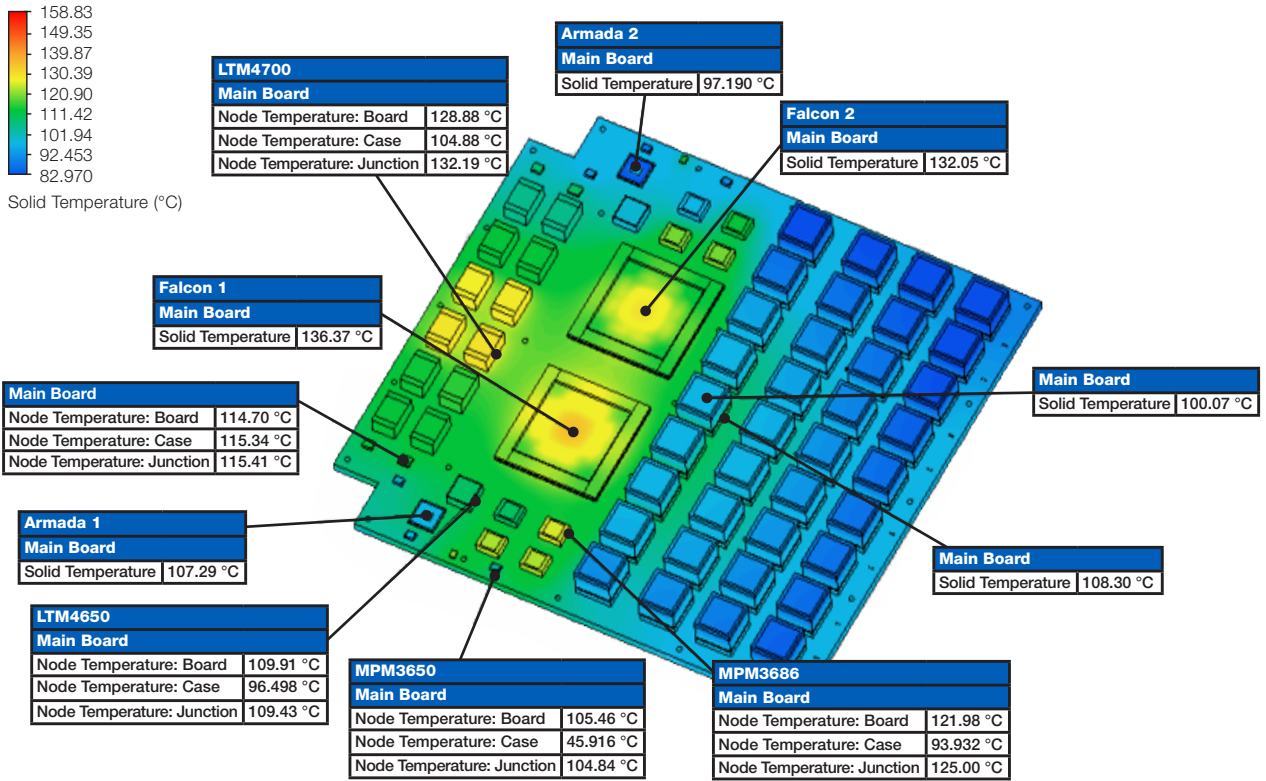 158.83
149.35
139.87
130.39
120.90
111.42
101.94
92.453
82.970
Solid Temperature (°C)
LTM4700
Main Board
Node Temperature: Board 128.88 °C
Node Temperature: Case 104.88 °C
Node Temperature: Junction 132.19 °C
Armada 2
Main Board
Solid Temperature 97.190 °C
Falcon 2
Main Board
Solid Temperature 132.05 °C
Falcon 1
Main Board
Solid Temperature 136.37 °C
Main Board
Node Temperature: Board 114.70 °C
Node Temperature: Case 115.34 °C
Node Temperature: Junction 115.41 °C
Main Board
Solid Temperature 100.07 °C
Armada 1
Main Board
Solid Temperature 107.29 °C
Main Board
Solid Temperature 108.30 °C
LTM4650
Main Board
Node Temperature: Board 109.91 °C
Node Temperature: Case 96.498 °C
Node Temperature: Junction 109.43 °C
MPM3650
Main Board
Node Temperature: Board 105.46 °C
Node Temperature: Case 45.916 °C
Node Temperature: Junction 104.84 °C
MPM3686
Main Board
Node Temperature: Board 121.98 °C
Node Temperature: Case 93.932 °C
Node Temperature: Junction 125.00 °C